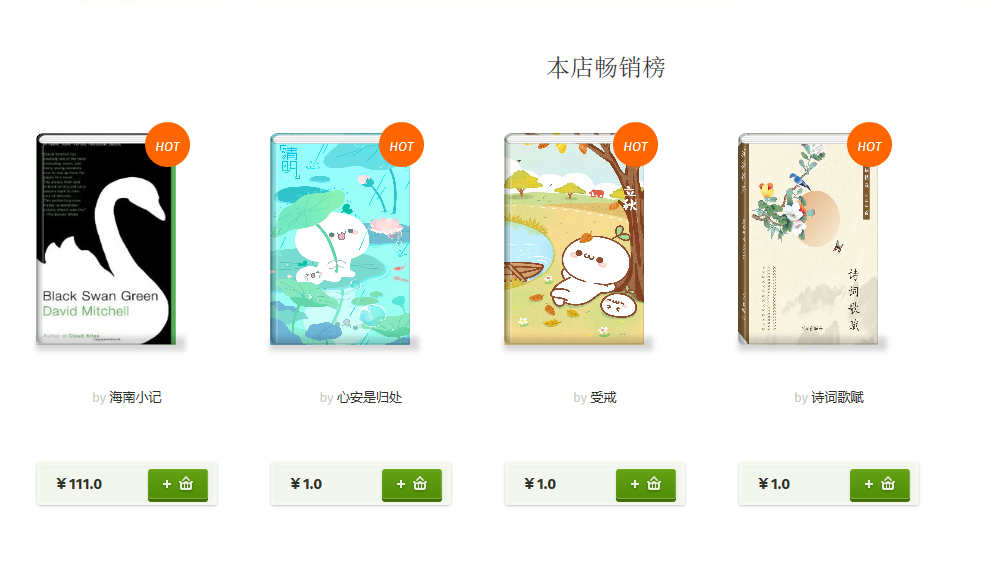 本店畅销榜
HOT
HOT
HOT
HOT
Black Swan Green
David Mitchell
Author of Cloud Atlas
清明
立秋
诗词歌赋
by 海南小记
by 心安是归处
by 受戒
by 诗词歌赋
¥ 111.0
+
¥ 1.0
+
¥ 1.0
+
¥ 1.0
+